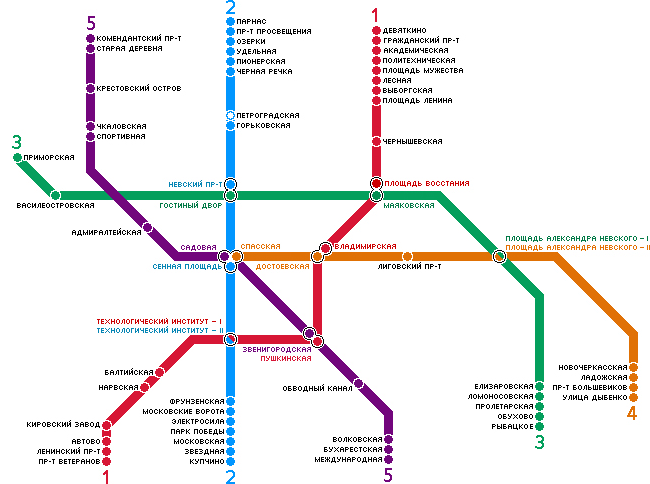 2
1
5
ПАРНАС
ПР-Т ПРОСВЕЩЕНИЯ
ОЗЕРКИ
УДЕЛЬНАЯ
ПИОНЕРСКАЯ
ЧЕРНАЯ РЕЧКА
ПЕТРОГРАДСКАЯ
ГОРЬКОВСКАЯ
ДЕВЯТКИНО
ГРАЖДАНСКИЙ ПР-Т
АКАДЕМИЧЕСКАЯ
ПОЛИТЕХНИЧЕСКАЯ
ПЛОЩАДЬ МУЖЕСТВА
ЛЕСНАЯ
ВЫБОРГСКАЯ
ПЛОЩАДЬ ЛЕНИНА
ЧЕРНЫШЕВСКАЯ
КОМЕНДАНТСКИЙ ПР-Т
СТАРАЯ ДЕРЕВНЯ
КРЕСТОВСКИЙ ОСТРОВ
ЧКАЛОВСКАЯ
СПОРТИВНАЯ
3
ПРИМОРСКАЯ
ВАСИЛЕОСТРОВСКАЯ
НЕВСКИЙ ПР-Т
ГОСТИНЫЙ ДВОР
ПЛОЩАДЬ ВОССТАНИЯ
МАЯКОВСКАЯ
АДМИРАЛТЕЙСКАЯ
САДОВАЯ
СПАССКАЯ
СЕННАЯ ПЛОЩАДЬ
ВЛАДИМИРСКАЯ
ДОСТОЕВСКАЯ
ЛИГОВСКИЙ ПР-Т
ПЛОЩАДЬ АЛЕКСАНДРА НЕВСКОГО - I
ПЛОЩАДЬ АЛЕКСАНДРА НЕВСКОГО - II
ТЕХНОЛОГИЧЕСКИЙ ИНСТИТУТ - I
ТЕХНОЛОГИЧЕСКИЙ ИНСТИТУТ - II
ЗВЕНИГОРОДСКАЯ
ПУШКИНСКАЯ
БАЛТИЙСКАЯ
НАРВСКАЯ
КИРОВСКИЙ ЗАВОД
АВТОВО
ЛЕНИНСКИЙ ПР-Т
ПР-Т ВЕТЕРАНОВ
1
ФРУНЗЕНСКАЯ
МОСКОВСКИЕ ВОРОТА
ЭЛЕКТРОСИЛА
ПАРК ПОБЕДЫ
МОСКОВСКАЯ
ЗВЕЗДНАЯ
КУПЧИНО
2
ОБВОДНЫЙ КАНАЛ
ВОЛКОВСКАЯ
БУХАРЕСТСКАЯ
МЕЖДУНАРОДНАЯ
5
ЕЛИЗАРОВСКАЯ
ЛОМОНОСОВСКАЯ
ПРОЛЕТАРСКАЯ
ОБУХОВО
РЫБАЦКОЕ
3
НОВОЧЕРКАССКАЯ
ЛАДОЖСКАЯ
ПР-Т БОЛЬШЕВИКОВ
УЛИЦА ДЫБЕНКО
4